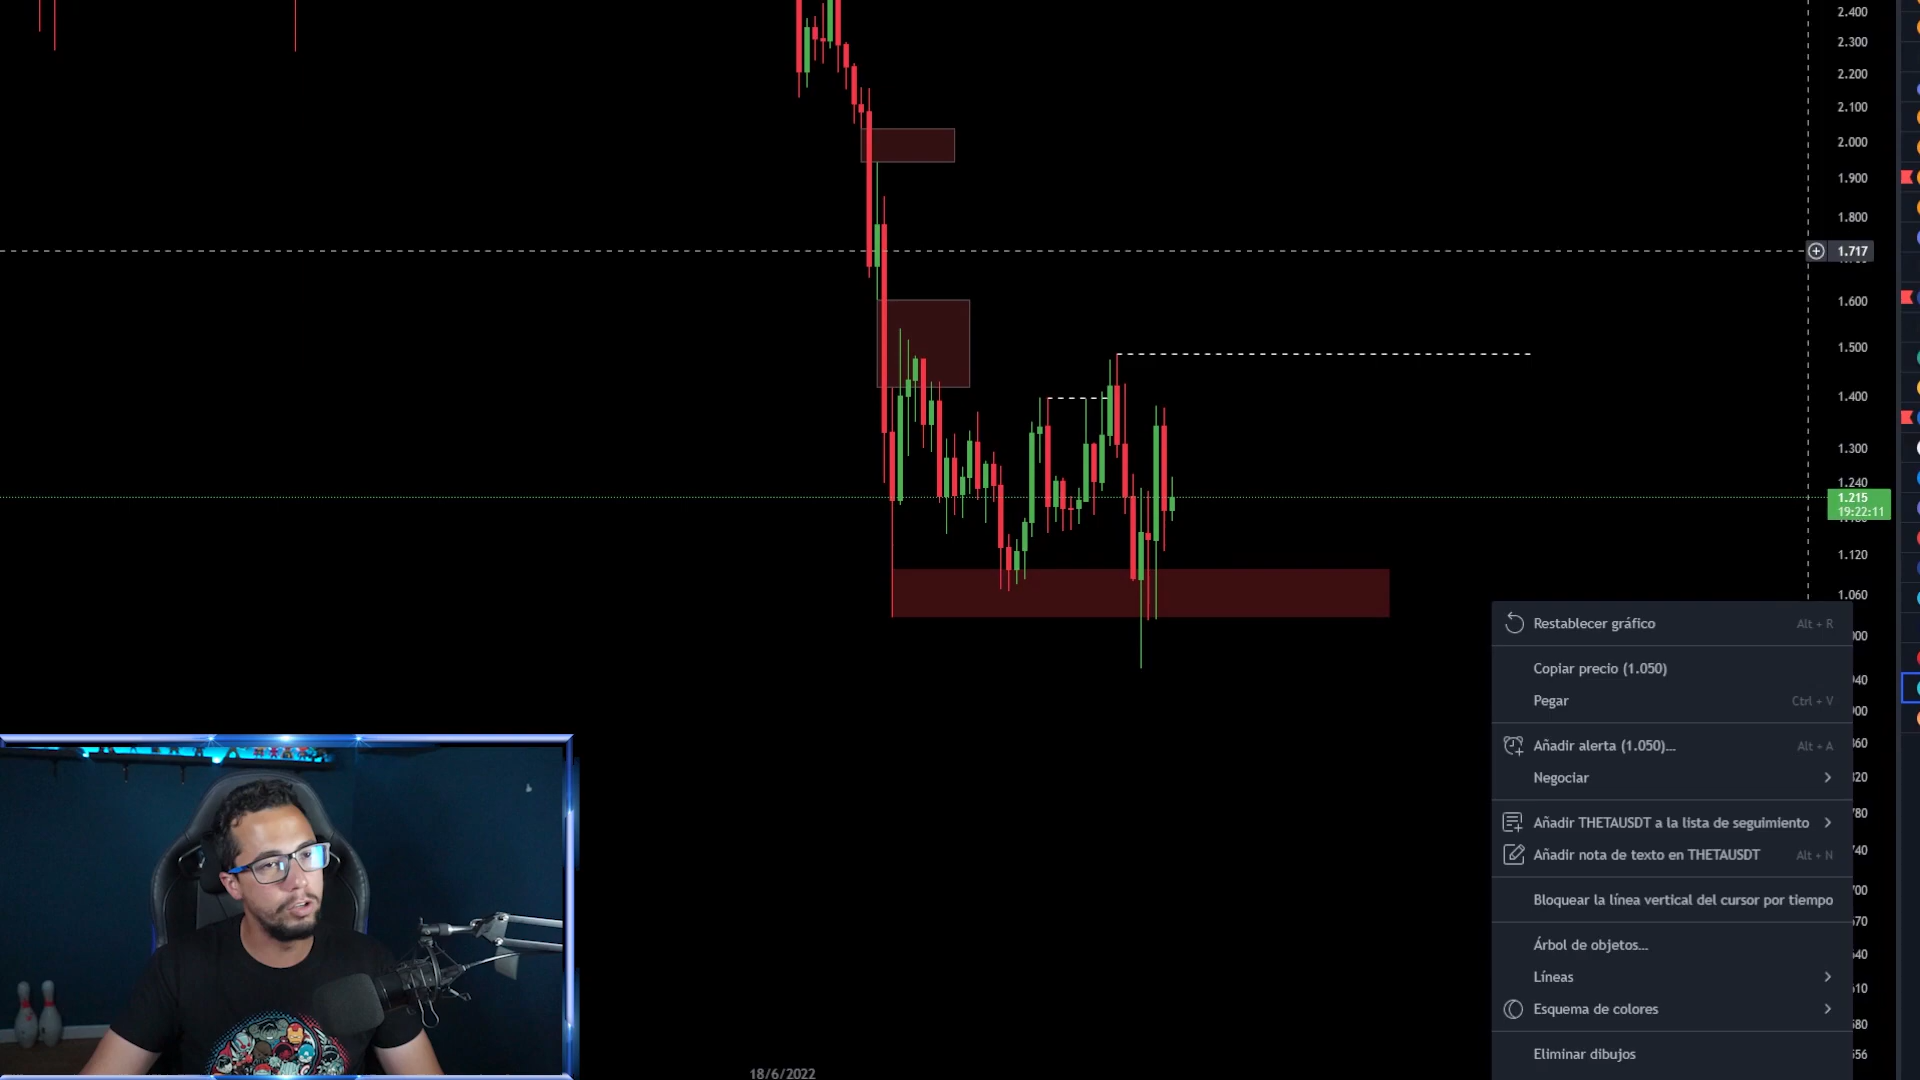 2.400
2.300
2.200
2.100
2.000
1.900
1.800
1.717
1.600
1.500
1.400
1.300
1.240
1.215
19:22:11
1.120
1.060
Restablecer gráfico Alt + R
Copiar precio (1.050)
Pegar Ctrl + V
Añadir alerta (1.050)... Alt + A
Negociar
Añadir THETAUSDT a la lista de seguimiento
Añadir nota de texto en THETAUSDT Alt + N
Bloquear la línea vertical del cursor por tiempo
Árbol de objetos...
Líneas
Esquema de colores
Eliminar dibujos
18/6/2022